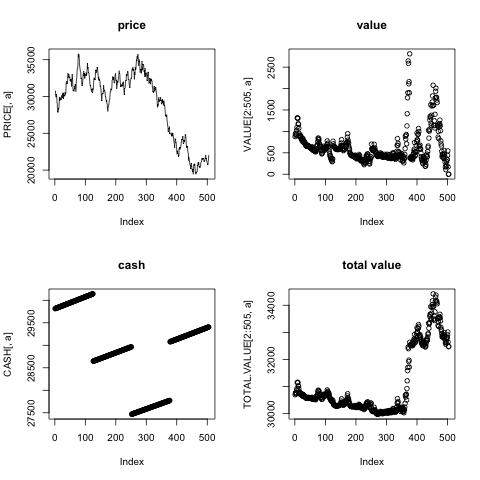 price
PRICE[, a]
20000 25000 30000 35000
0 100 200 300 400 500
Index
value
VALUE[2:505, a]
0 500 1500 2500
0 100 200 300 400 500
Index
cash
CASH[, a]
27500 28500 29500
0 100 200 300 400 500
Index
total value
TOTAL.VALUE[2:505, a]
30000 32000 34000
0 100 200 300 400 500
Index